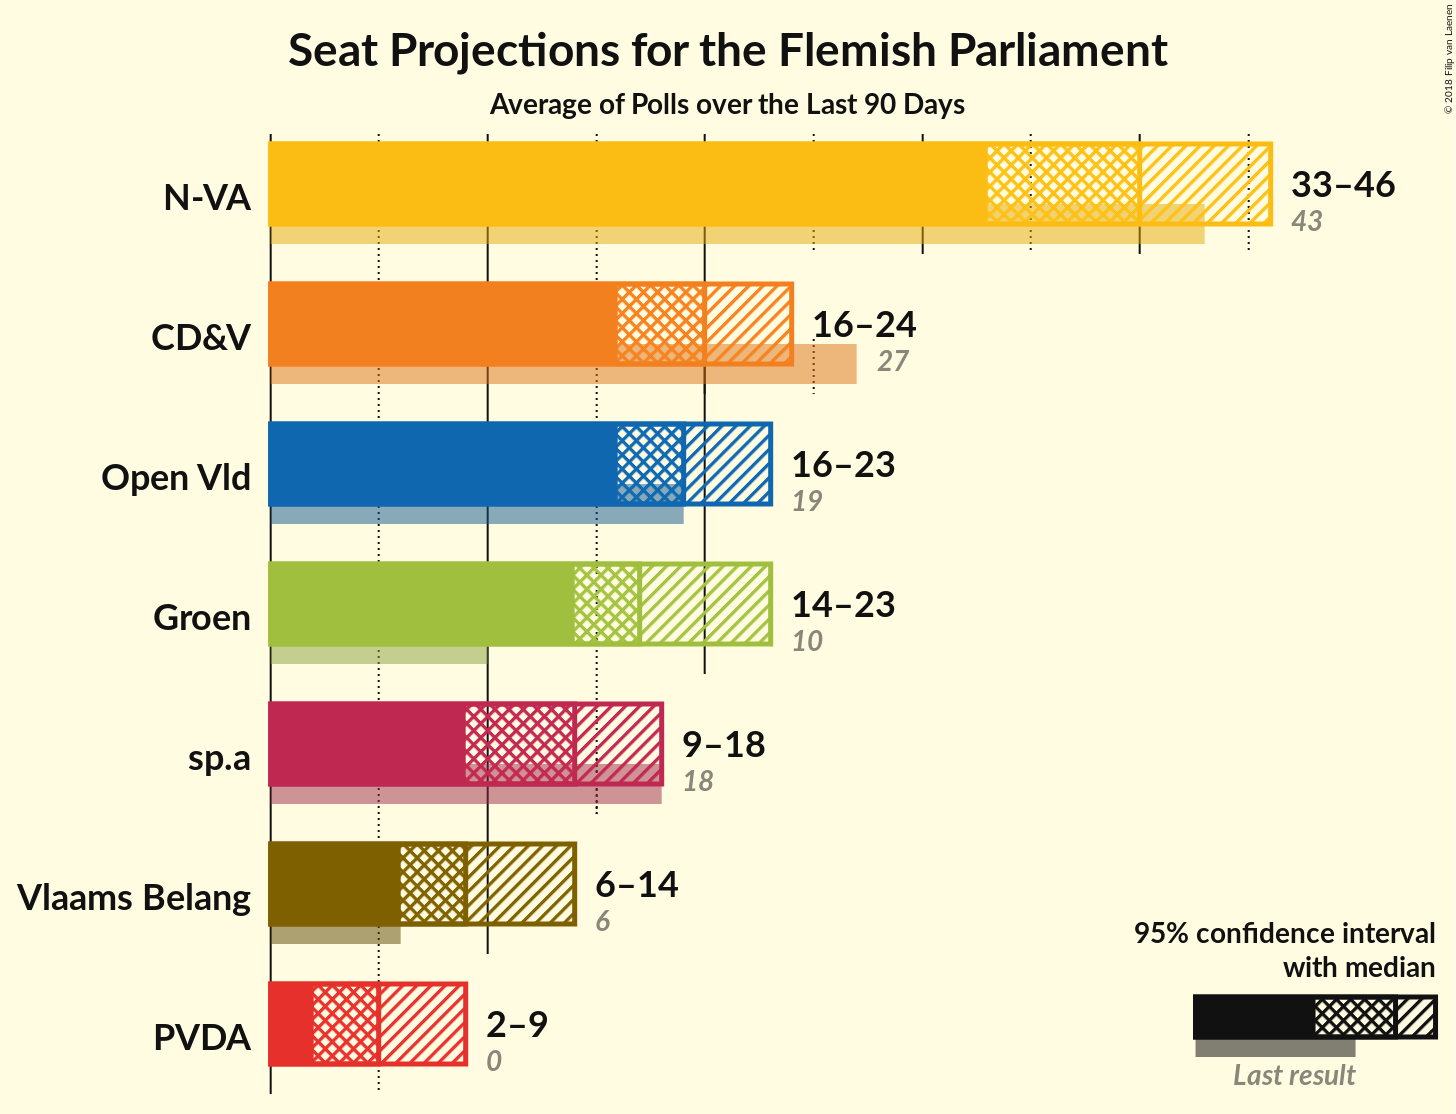 Seat Projections for the Flemish Parliament
Average of Polls over the Last 90 Days
© 2018 Filip van Laenen
N-VA
33–46
43
CD&V
16–24
27
Open Vld
16–23
19
Groen
14–23
10
sp.a
9–18
18
Vlaams Belang
6–14
6
PVDA
2–9
0
95% confidence interval
with median
Last result